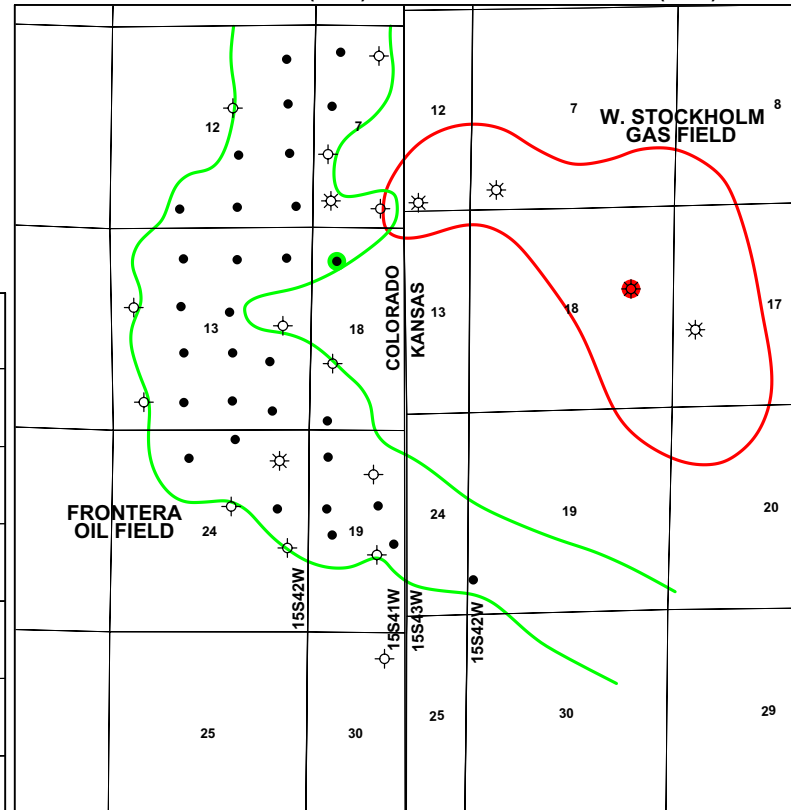 8
12
7
W. STOCKHOLM
GAS FIELD
12
7
COLORADO
KANSAS
13
18
13
18
17
FRONTERA
OIL FIELD
24
19
24
19
20
15S42W
15S41W
15S43W
15S42W
25
30
25
30
29